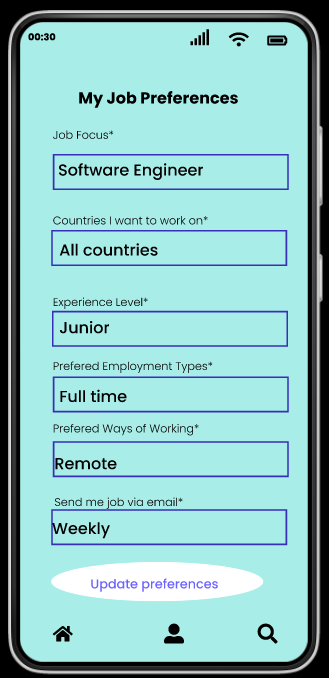 00:30
My Job Preferences
Job Focus*
Software Engineer
Countries I want to work on*
All countries
Experience Level*
Junior
Prefered Employment Types*
Full time
Prefered Ways of Working*
Remote
Send me job via email*
Weekly
Update preferences